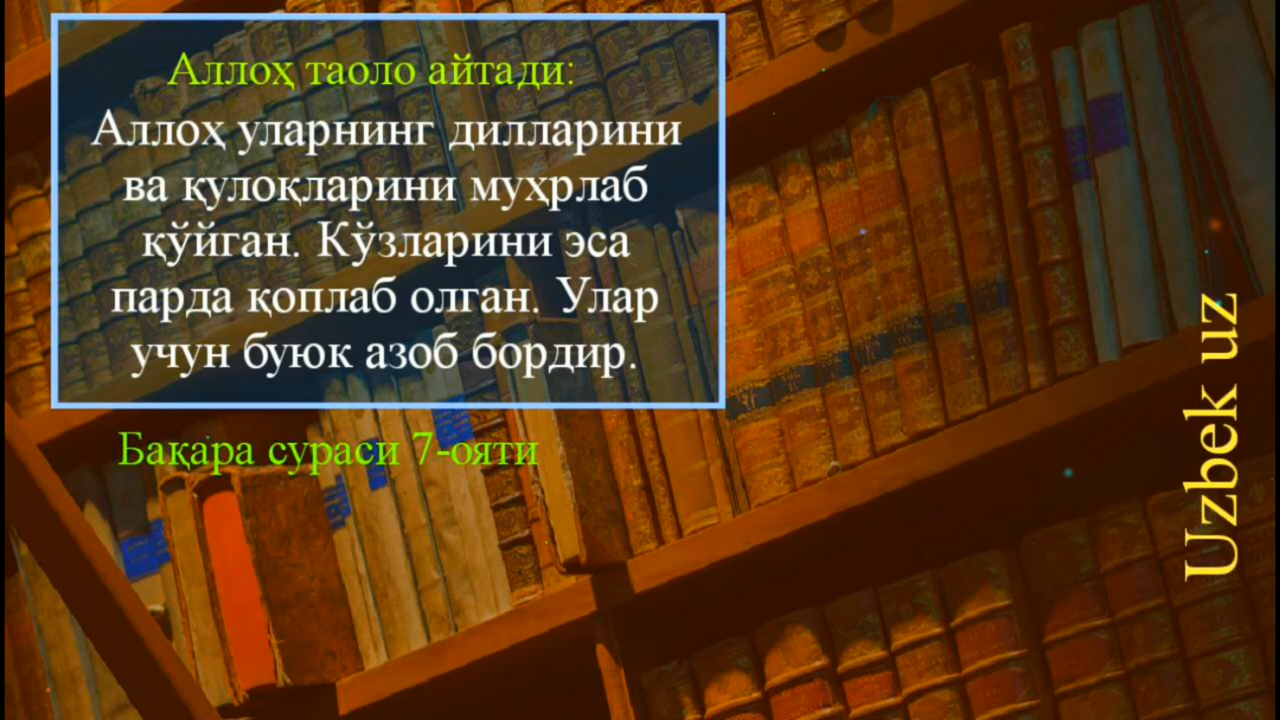 Аллоҳ таоло айтади:
Аллоҳ уларнинг дилларини
ва қулоқларини муҳрлаб
қўйган. Кўзларини эса
парда қоплаб олган. Улар
учун буюк азоб бордир.
Бақара сураси 7-ояти
Uzbek uz